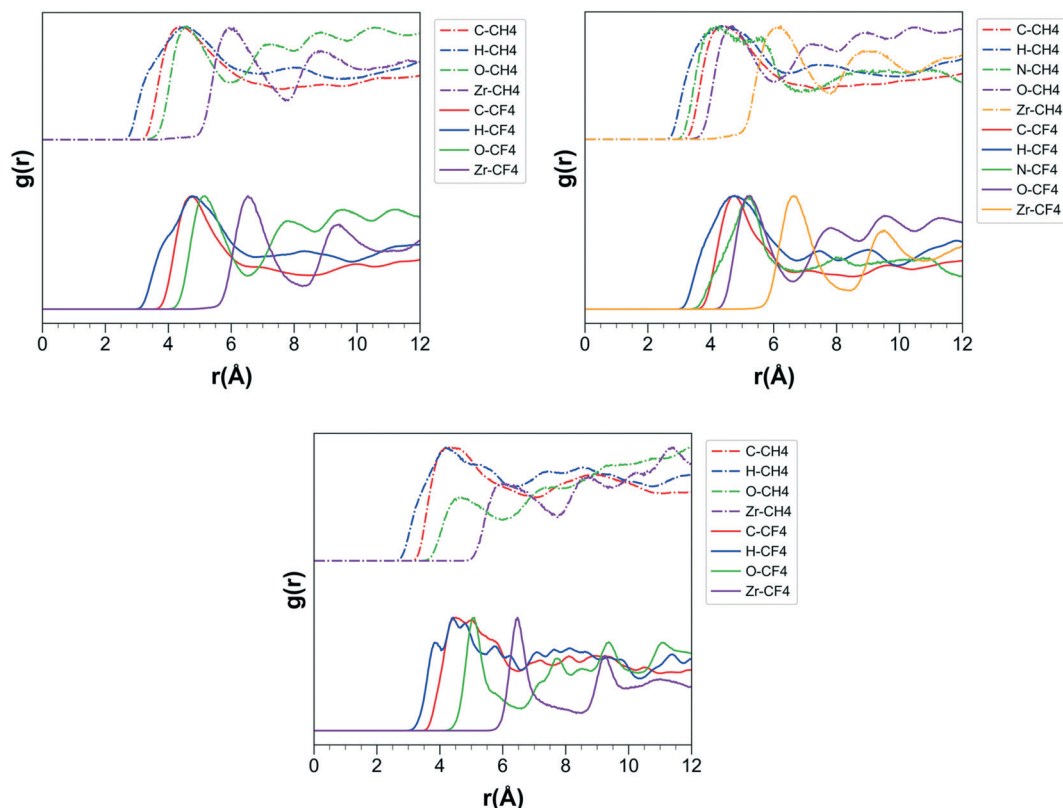 C-CH4
H-CH4
O-CH4
Zr-CH4
C-CF4
H-CF4
O-CF4
Zr-CF4
g(r)
0 2 4 6 8 10 12
r(Å)
C-CH4
H-CH4
N-CH4
O-CH4
Zr-CH4
C-CF4
H-CF4
N-CF4
O-CF4
Zr-CF4
g(r)
0 2 4 6 8 10 12
r(Å)
C-CH4
H-CH4
O-CH4
Zr-CH4
C-CF4
H-CF4
O-CF4
Zr-CF4
g(r)
0 2 4 6 8 10 12
r(Å)